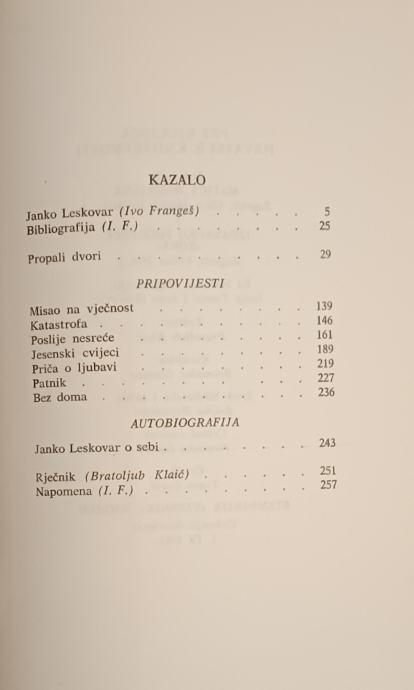 KAZALO
Janko Leskovar (Ivo Frangeš) . . . . . 5
Bibliografija (I. F.) . . . . . . . . 25
Propali dvori . . . . . . . . . . 29
PRIPOVIJESTI
Misao na vječnost . . . . . . . . 139
Katastrofa . . . . . . . . . . . 146
Poslije nesreće . . . . . . . . . 161
Jesenski cvijeci . . . . . . . . . 189
Priča o ljubavi . . . . . . . . . 219
Patnik . . . . . . . . . . . 227
Bez doma . . . . . . . . . . . 236
AUTOBIOGRAFIJA
Janko Leskovar o sebi . . . . . . . . 243
Rječnik (Bratoljub Klaić) . . . . . . 251
Napomena (I. F.) . . . . . . . . . 257